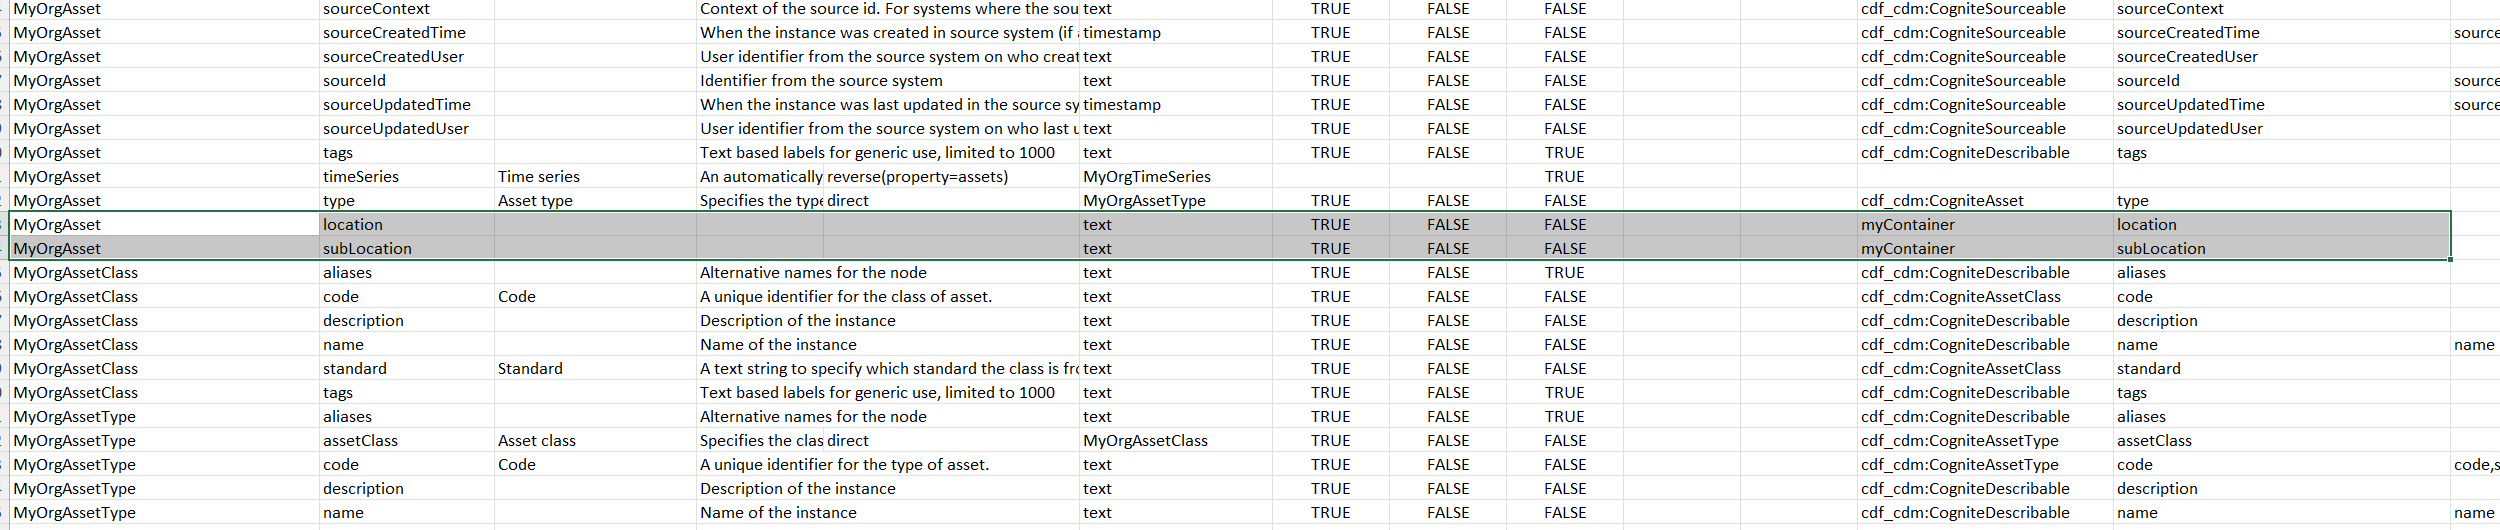 MyOrgAsset sourceContext Context of the source id. For systems where the sou text TRUE FALSE FALSE cdf_cdm:CogniteSourceable sourceContext
MyOrgAsset sourceCreatedTime When the instance was created in source system (if timestamp TRUE FALSE FALSE cdf_cdm:CogniteSourceable sourceCreatedTime source
MyOrgAsset sourceCreatedUser User identifier from the source system on who creat text TRUE FALSE FALSE cdf_cdm:CogniteSourceable sourceCreatedUser
MyOrgAsset sourceId Identifier from the source system text TRUE FALSE FALSE cdf_cdm:CogniteSourceable sourceId source
MyOrgAsset sourceUpdatedTime When the instance was last updated in the source sy timestamp TRUE FALSE FALSE cdf_cdm:CogniteSourceable sourceUpdatedTime source
MyOrgAsset sourceUpdatedUser User identifier from the source system on who last u text TRUE FALSE FALSE cdf_cdm:CogniteSourceable sourceUpdatedUser
MyOrgAsset tags Text based labels for generic use, limited to 1000 text TRUE FALSE TRUE cdf_cdm:CogniteDescribable tags
MyOrgAsset timeSeries Time series An automatically reverse(property=assets) MyOrgTimeSeries TRUE
MyOrgAsset type Asset type Specifies the type direct MyOrgAssetType TRUE FALSE FALSE cdf_cdm:CogniteAsset type
MyOrgAsset location text TRUE FALSE FALSE myContainer location
MyOrgAsset subLocation text TRUE FALSE FALSE myContainer subLocation
MyOrgAssetClass aliases Alternative names for the node text TRUE FALSE TRUE cdf_cdm:CogniteDescribable aliases
MyOrgAssetClass code Code A unique identifier for the class of asset. text TRUE FALSE FALSE cdf_cdm:CogniteAssetClass code
MyOrgAssetClass description Description of the instance text TRUE FALSE FALSE cdf_cdm:CogniteDescribable description
MyOrgAssetClass name Name of the instance text TRUE FALSE FALSE cdf_cdm:CogniteDescribable name name
MyOrgAssetClass standard Standard A text string to specify which standard the class is fro text TRUE FALSE FALSE cdf_cdm:CogniteAssetClass standard
MyOrgAssetClass tags Text based labels for generic use, limited to 1000 text TRUE FALSE TRUE cdf_cdm:CogniteDescribable tags
MyOrgAssetType aliases Alternative names for the node text TRUE FALSE TRUE cdf_cdm:CogniteDescribable aliases
MyOrgAssetType assetClass Asset class Specifies the clas direct MyOrgAssetClass TRUE FALSE FALSE cdf_cdm:CogniteAssetType assetClass
MyOrgAssetType code Code A unique identifier for the type of asset. text TRUE FALSE FALSE cdf_cdm:CogniteAssetType code code,s
MyOrgAssetType description Description of the instance text TRUE FALSE FALSE cdf_cdm:CogniteDescribable description
MyOrgAssetType name Name of the instance text TRUE FALSE FALSE cdf_cdm:CogniteDescribable name name